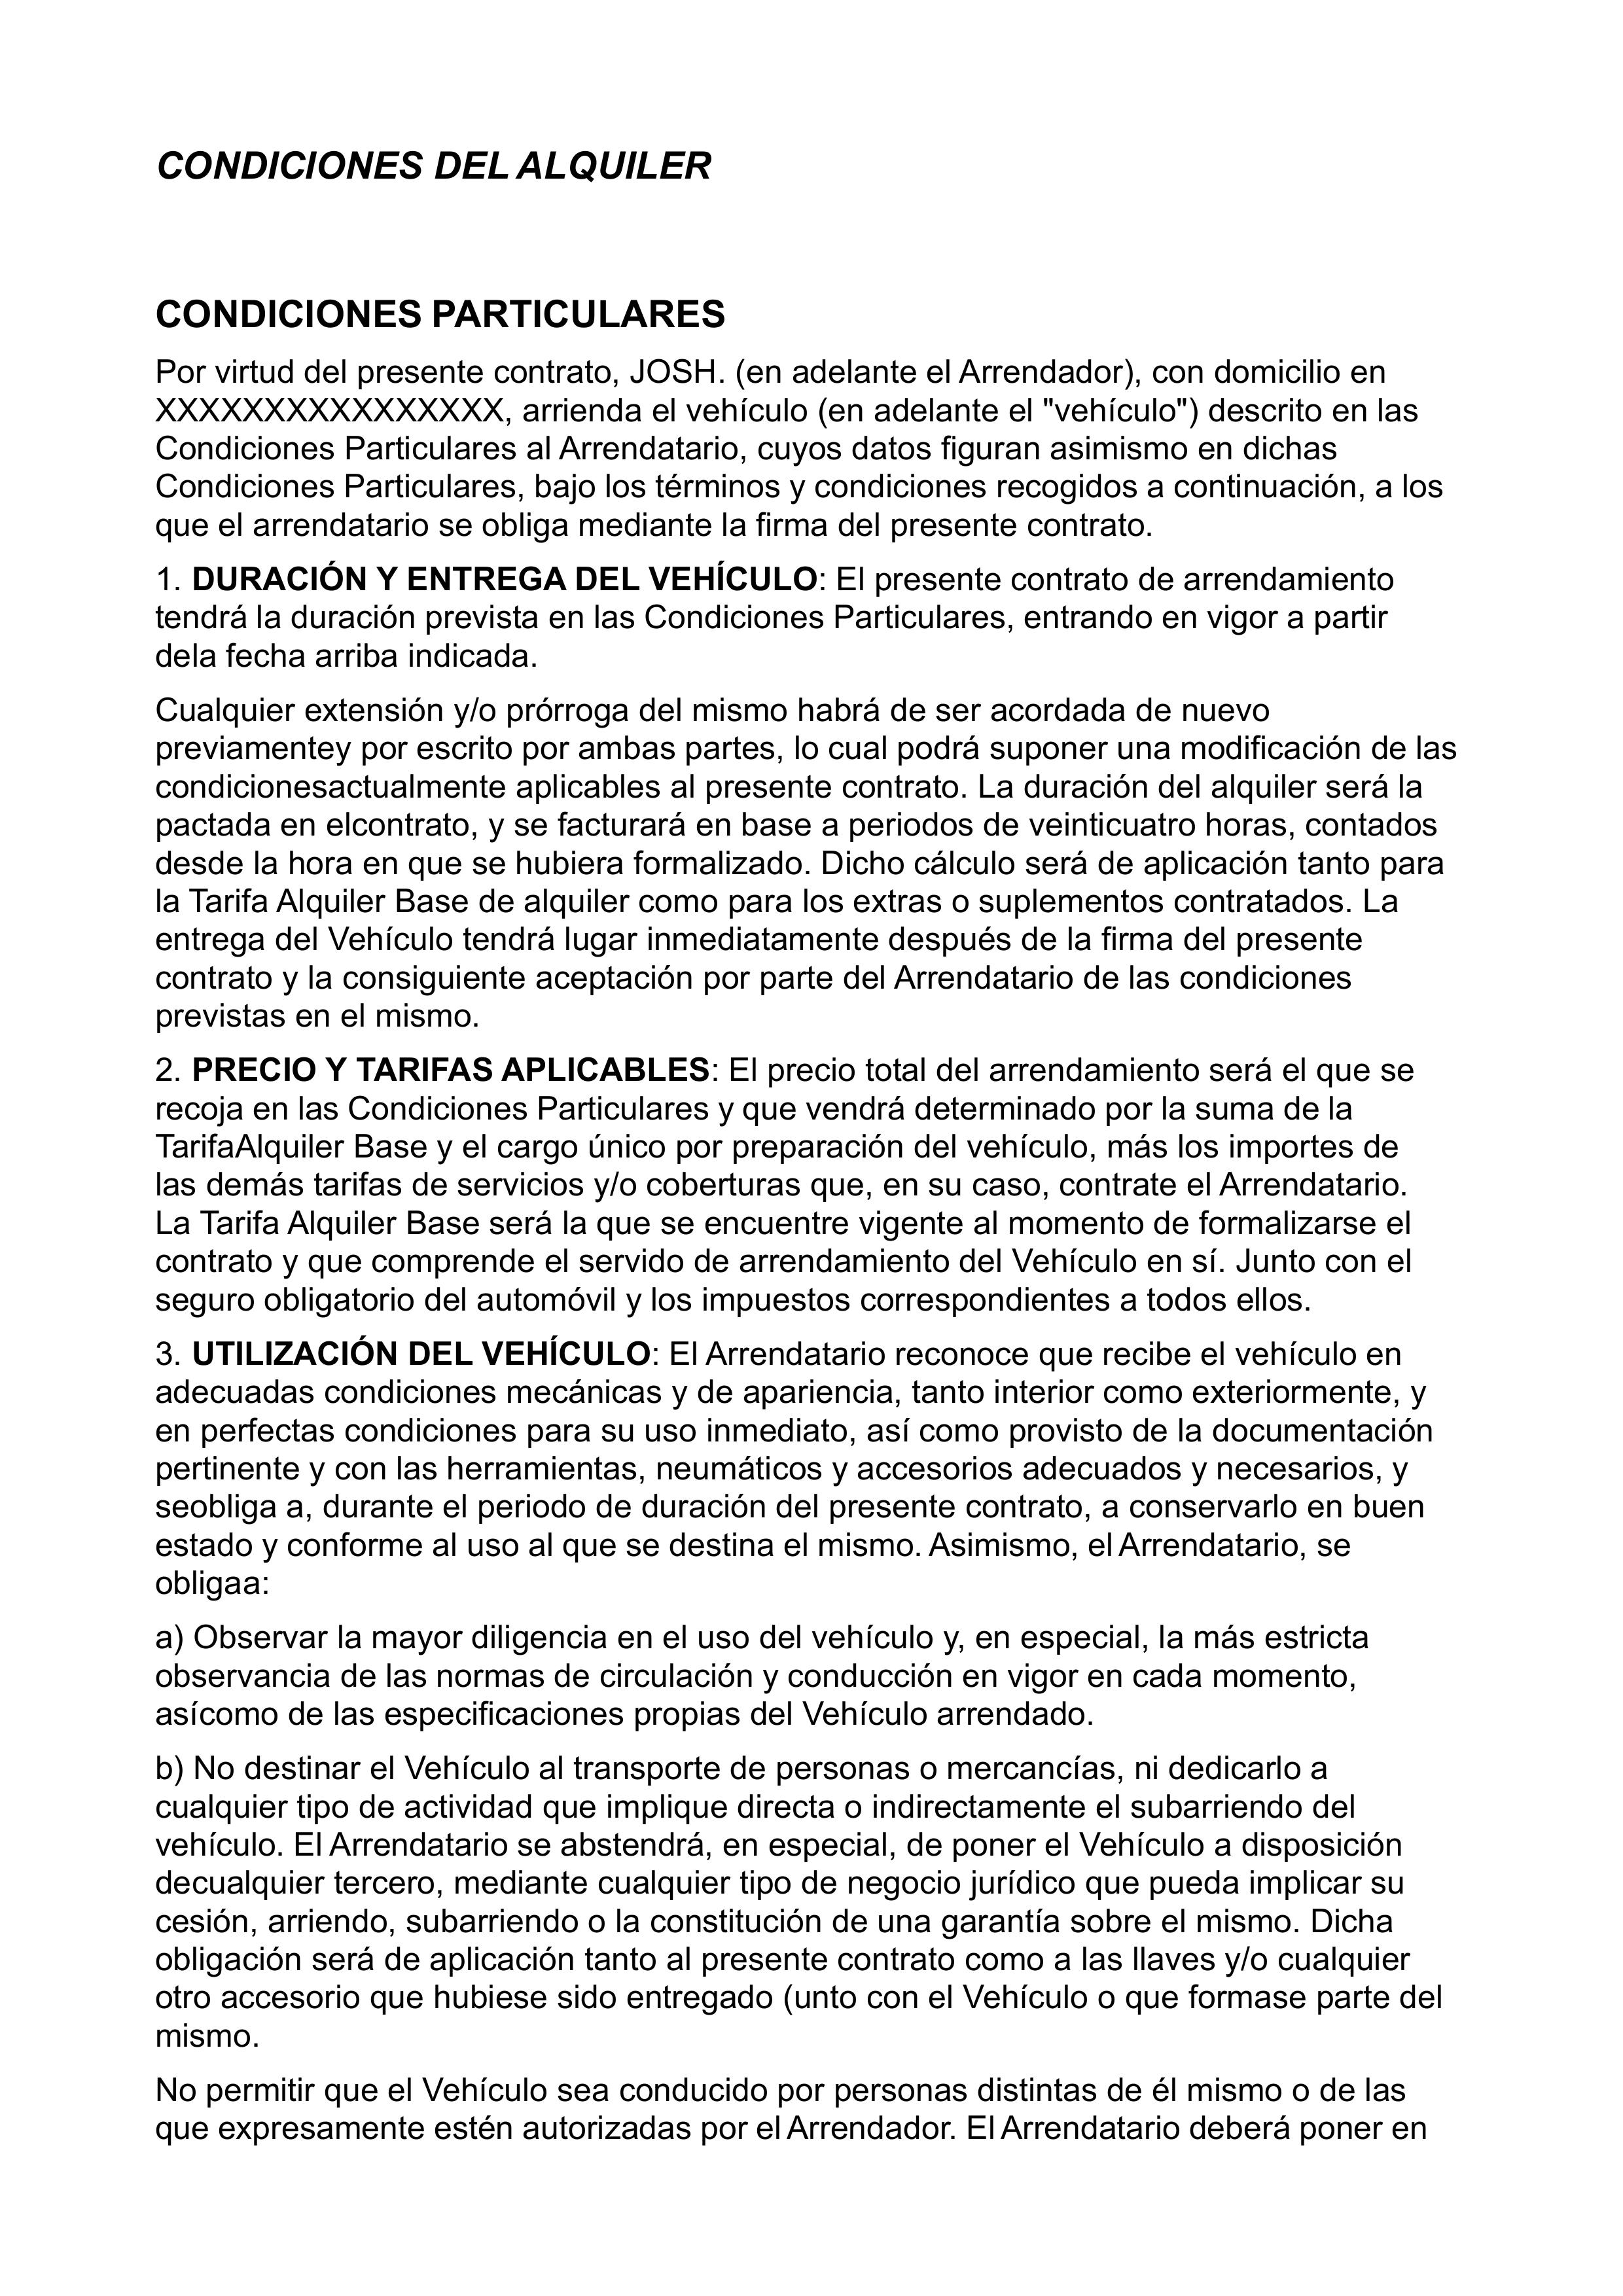 CONDICIONES DEL ALQUILER
CONDICIONES PARTICULARES
Por virtud del presente contrato, JOSH. (en adelante el Arrendador), con domicilio en
XXXXXXXXXXXXXXXX, arrienda el vehículo (en adelante el "vehículo") descrito en las
Condiciones Particulares al Arrendatario, cuyos datos figuran asimismo en dichas
Condiciones Particulares, bajo los términos y condiciones recogidos a continuación, a los
que el arrendatario se obliga mediante la firma del presente contrato.
1. DURACIÓN Y ENTREGA DEL VEHÍCULO: El presente contrato de arrendamiento
tendrá la duración prevista en las Condiciones Particulares, entrando en vigor a partir
dela fecha arriba indicada.
Cualquier extensión y/o prórroga del mismo habrá de ser acordada de nuevo
previamentey por escrito por ambas partes, lo cual podrá suponer una modificación de las
condicionesactualmente aplicables al presente contrato. La duración del alquiler será la
pactada en elcontrato, y se facturará en base a periodos de veinticuatro horas, contados
desde la hora en que se hubiera formalizado. Dicho cálculo será de aplicación tanto para
la Tarifa Alquiler Base de alquiler como para los extras o suplementos contratados. La
entrega del Vehículo tendrá lugar inmediatamente después de la firma del presente
contrato y la consiguiente aceptación por parte del Arrendatario de las condiciones
previstas en el mismo.
2. PRECIO Y TARIFAS APLICABLES: El precio total del arrendamiento será el que se
recoja en las Condiciones Particulares y que vendrá determinado por la suma de la
TarifaAlquiler Base y el cargo único por preparación del vehículo, más los importes de
las demás tarifas de servicios y/o coberturas que, en su caso, contrate el Arrendatario.
La Tarifa Alquiler Base será la que se encuentre vigente al momento de formalizarse el
contrato y que comprende el servido de arrendamiento del Vehículo en sí. Junto con el
seguro obligatorio del automóvil y los impuestos correspondientes a todos ellos.
3. UTILIZACIÓN DEL VEHÍCULO: El Arrendatario reconoce que recibe el vehículo en
adecuadas condiciones mecánicas y de apariencia, tanto interior como exteriormente, y
en perfectas condiciones para su uso inmediato, así como provisto de la documentación
pertinente y con las herramientas, neumáticos y accesorios adecuados y necesarios, y
seobliga a, durante el periodo de duración del presente contrato, a conservarlo en buen
estado y conforme al uso al que se destina el mismo. Asimismo, el Arrendatario, se
obligaa:
a) Observar la mayor diligencia en el uso del vehículo y, en especial, la más estricta
observancia de las normas de circulación y conducción en vigor en cada momento,
asícomo de las especificaciones propias del Vehículo arrendado.
b) No destinar el Vehículo al transporte de personas o mercancías, ni dedicarlo a
cualquier tipo de actividad que implique directa o indirectamente el subarriendo del
vehículo. El Arrendatario se abstendrá, en especial, de poner el Vehículo a disposición
decualquier tercero, mediante cualquier tipo de negocio jurídico que pueda implicar su
cesión, arriendo, subarriendo o la constitución de una garantía sobre el mismo. Dicha
obligación será de aplicación tanto al presente contrato como a las llaves y/o cualquier
otro accesorio que hubiese sido entregado (unto con el Vehículo o que formase parte del
mismo.
No permitir que el Vehículo sea conducido por personas distintas de él mismo o de las
que expresamente estén autorizadas por el Arrendador. El Arrendatario deberá poner en